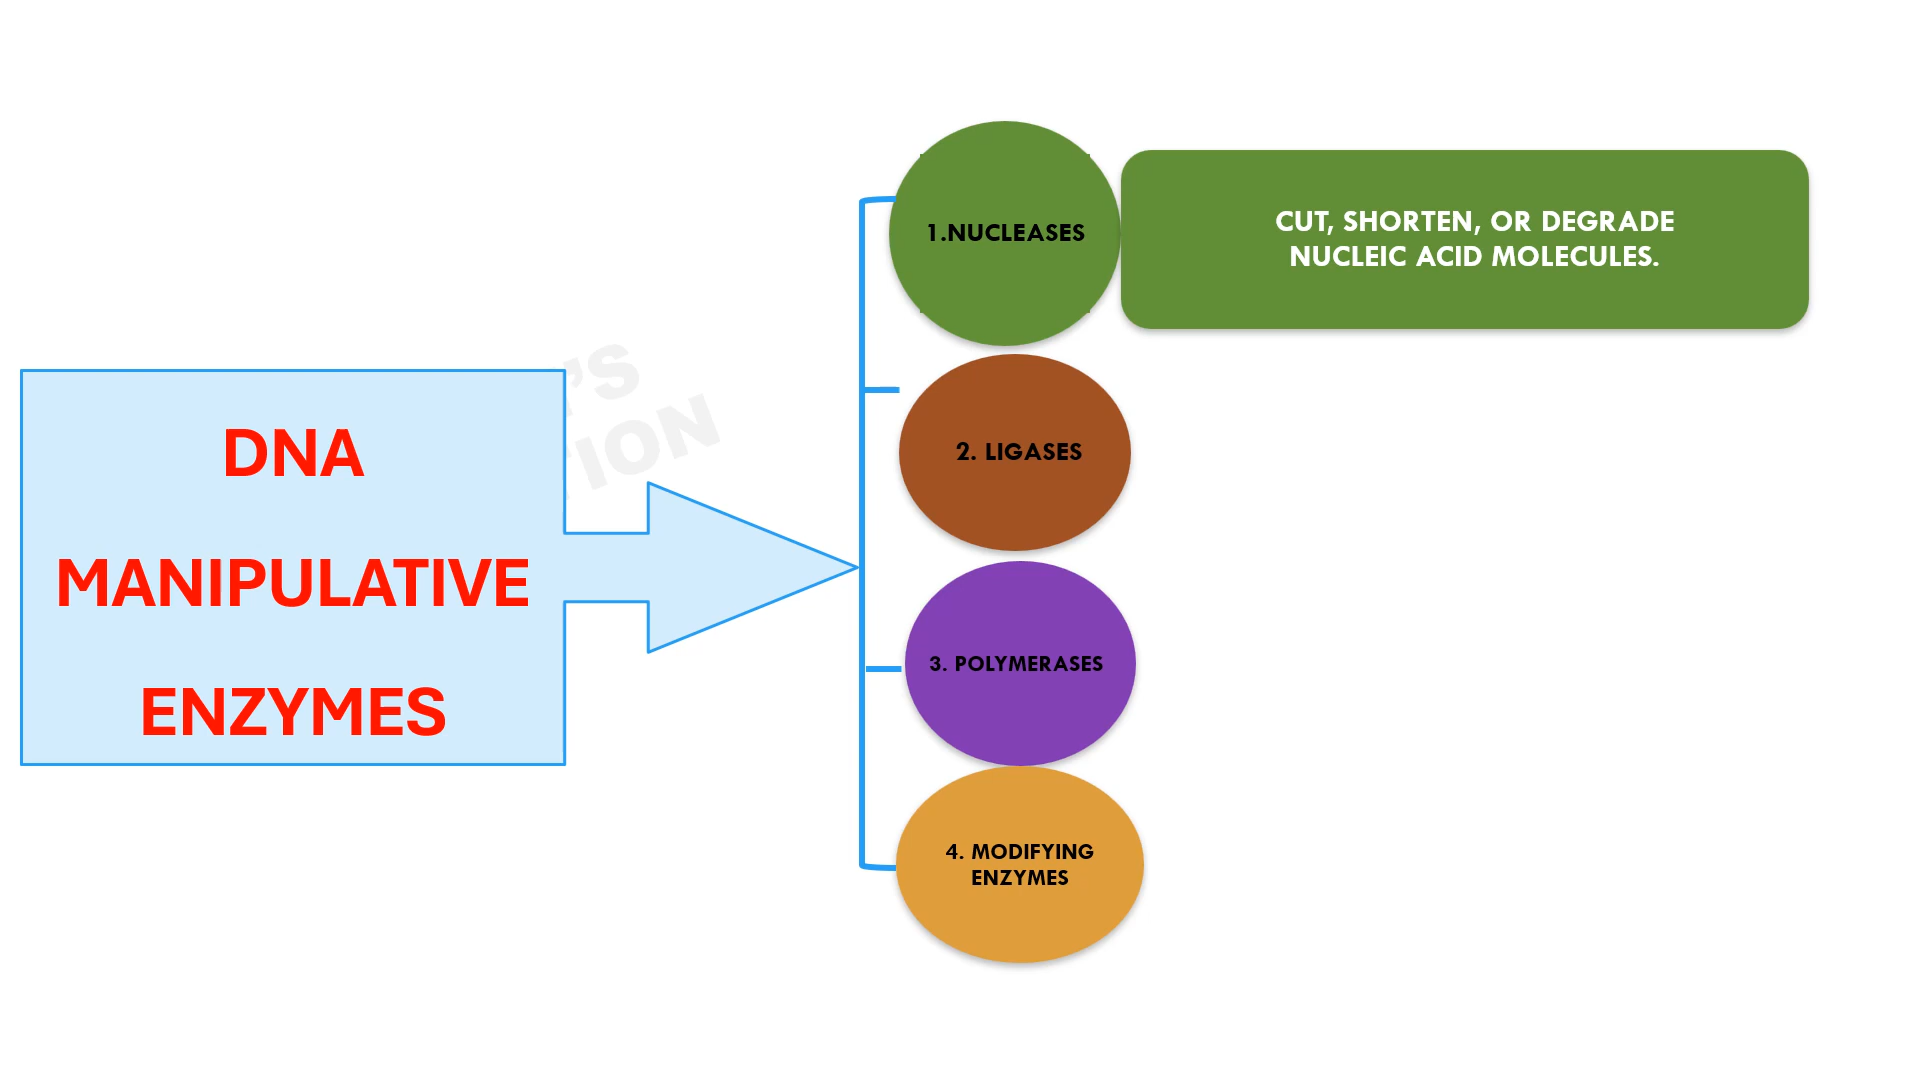 DNA
MANIPULATIVE
ENZYMES
1.NUCLEASES
CUT, SHORTEN, OR DEGRADE
NUCLEIC ACID MOLECULES.
2. LIGASES
3. POLYMERASES
4. MODIFYING
ENZYMES